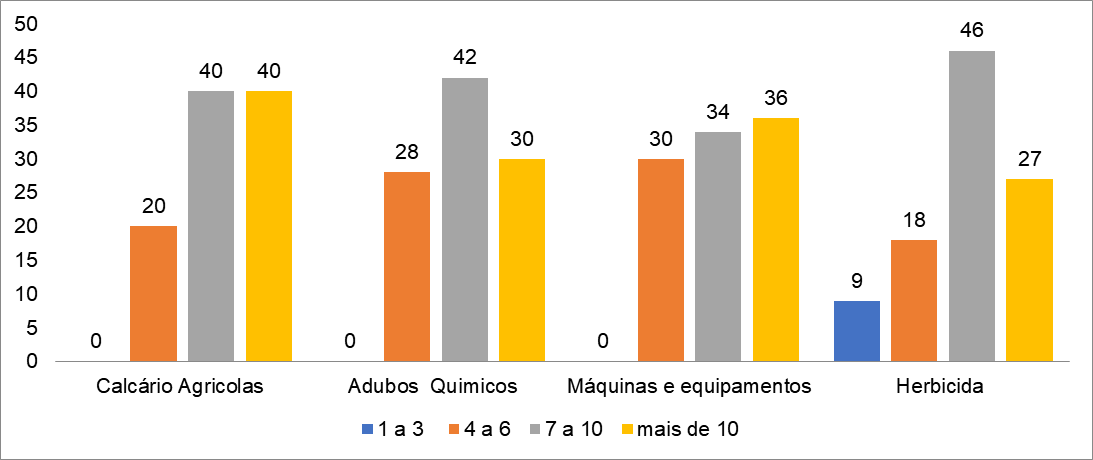 50
45
40
35
30
25
20
15
10
5
0
0 20 40 40
0 28 42 30
0 30 34 36
9 18 46 27
Calcário Agricolas Adubos Quimicos Máquinas e equipamentos Herbicida
1 a 3 4 a 6 7 a 10 mais de 10